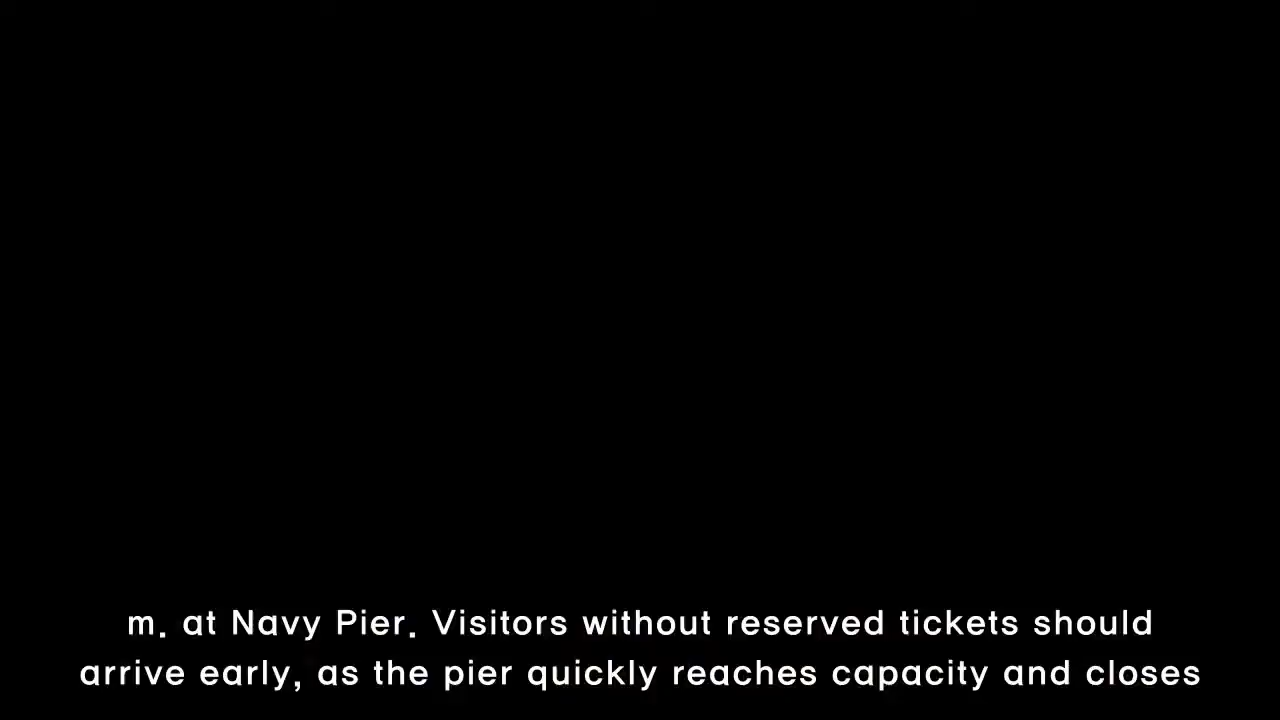 m. at Navy Pier. Visitors without reserved tickets should
arrive early, as the pier quickly reaches capacity and closes